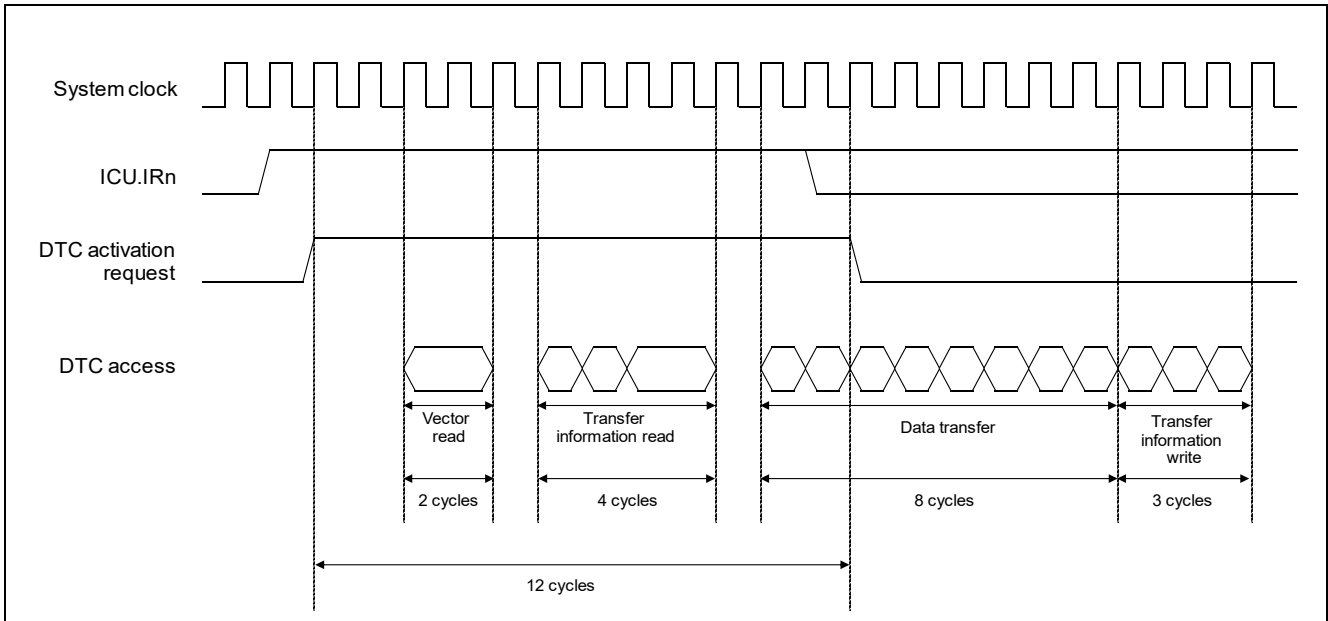 System clock
ICU.IRn
DTC activation
request
DTC access
Vector
read
Transfer
information read
Data transfer
Transfer
information
write
2 cycles
4 cycles
8 cycles
3 cycles
12 cycles